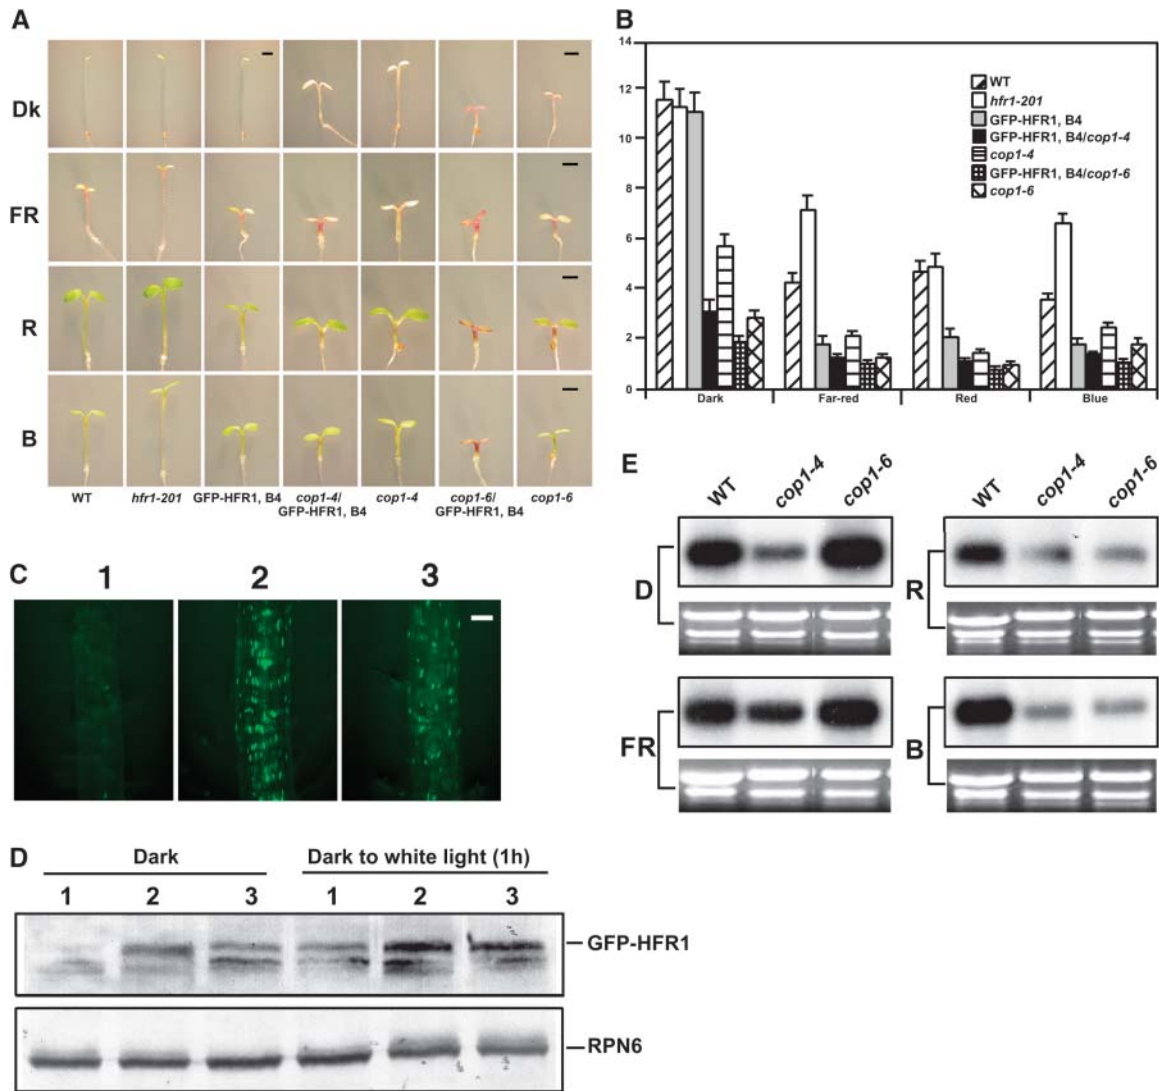 A
Dk
FR
R
B
WT
hfr1-201
GFP-HFR1, B4
cop1-4/
GFP-HFR1, B4
cop1-4
cop1-6/
GFP-HFR1, B4
cop1-6
B
14
12
10
8
6
4
2
0
Dark
Far-red
Red
Blue
WT
hfr1-201
GFP-HFR1, B4
GFP-HFR1, B4/cop1-4
cop1-4
GFP-HFR1, B4/cop1-6
cop1-6
C
1
2
3
D
Dark
Dark to white light (1h)
1 2 3 1 2 3
GFP-HFR1
RPN6
E
WT cop1-4 cop1-6
WT cop1-4 cop1-6
D
R
FR
B